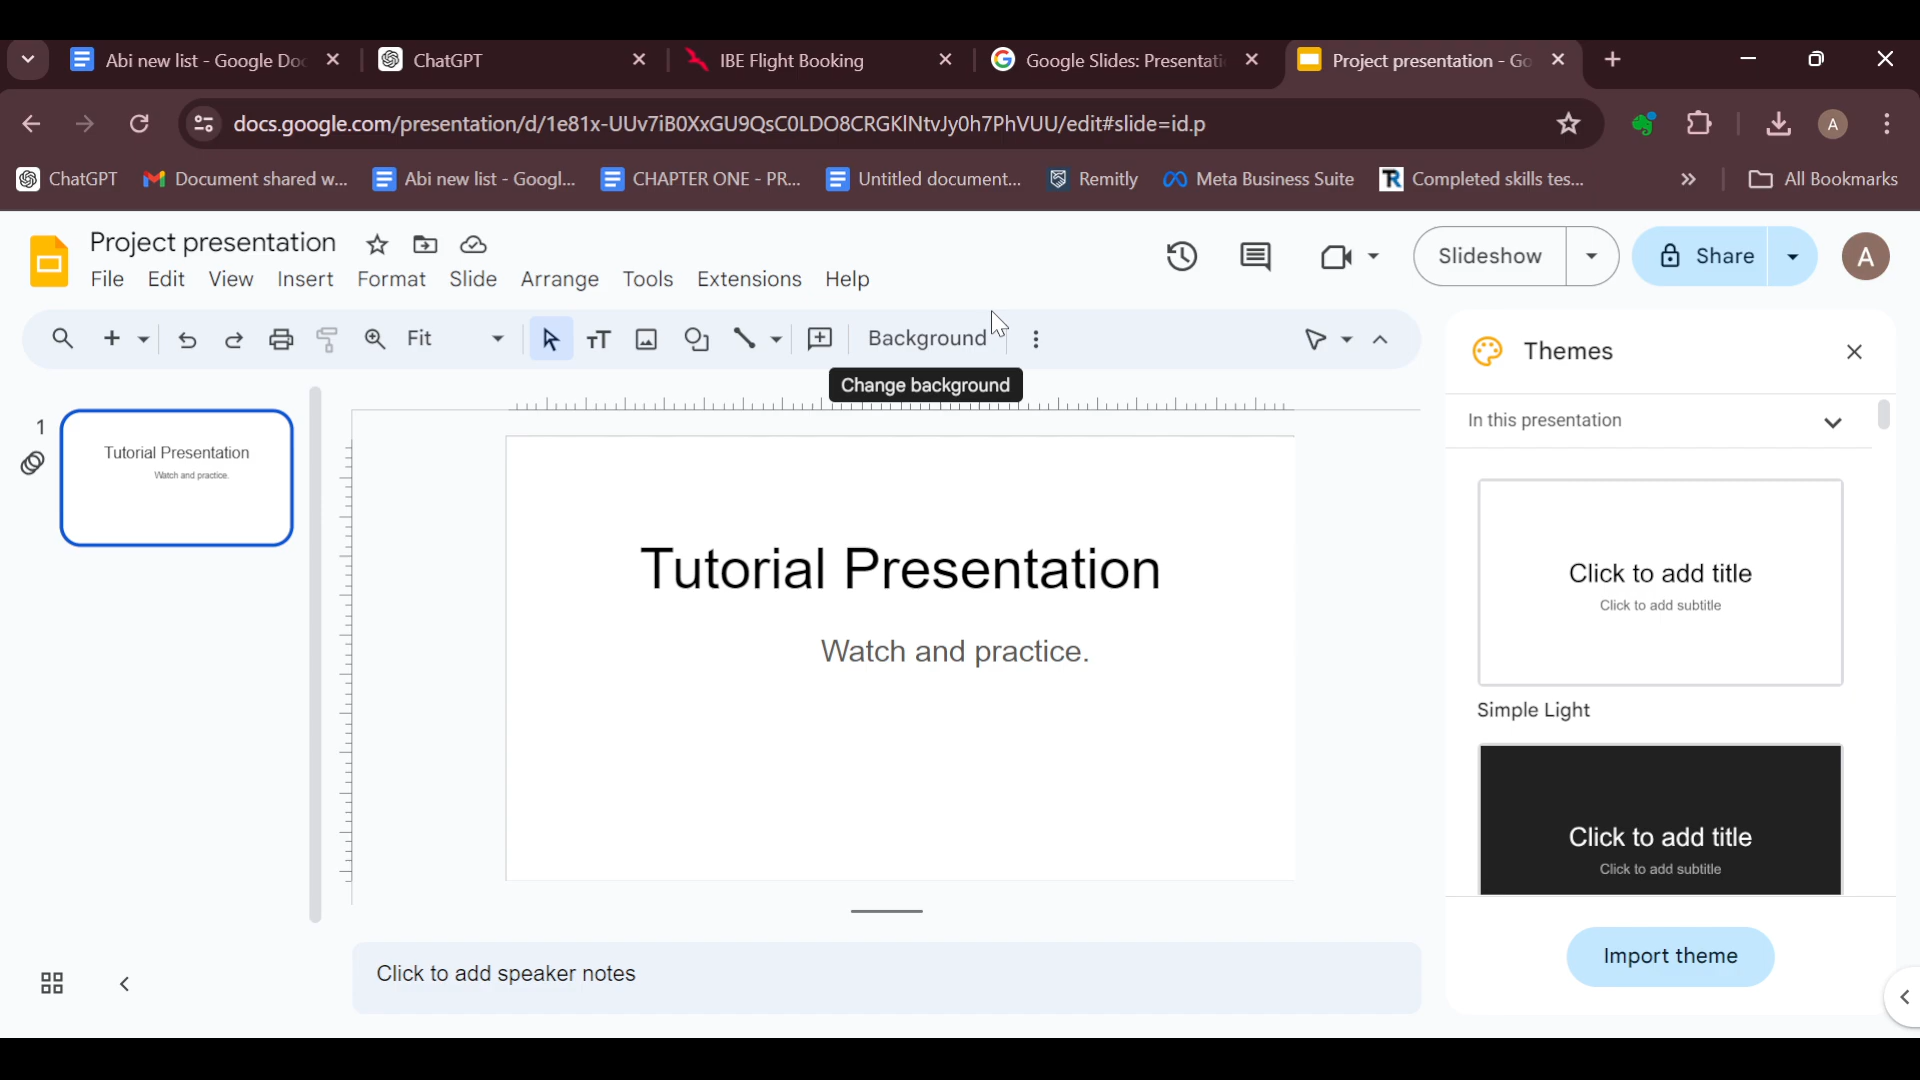 Abi new list - Google Doc
ChatGPT
IBE Flight Booking
Google Slides: Presentati
Project presentation - Go
docs.google.com/presentation/d/1e81x-UUv7iB0XxGU9QsC0LDO8CRGKlNtvJy0h7PhVUU/edit#slide=id.p
A
ChatGPT
Document shared w...
Abi new list - Googl...
CHAPTER ONE - PR...
Untitled document...
Remitly
Meta Business Suite
TR Completed skills tes...
All Bookmarks
Project presentation
File Edit View Insert Format Slide Arrange Tools Extensions Help
Slideshow
Share
A
Fit
Background
Change background
Themes
In this presentation
1
Tutorial Presentation
Watch and practice.
Tutorial Presentation
Watch and practice.
Click to add title
Click to add subtitle
Simple Light
Click to add title
Click to add subtitle
Import theme
Click to add speaker notes